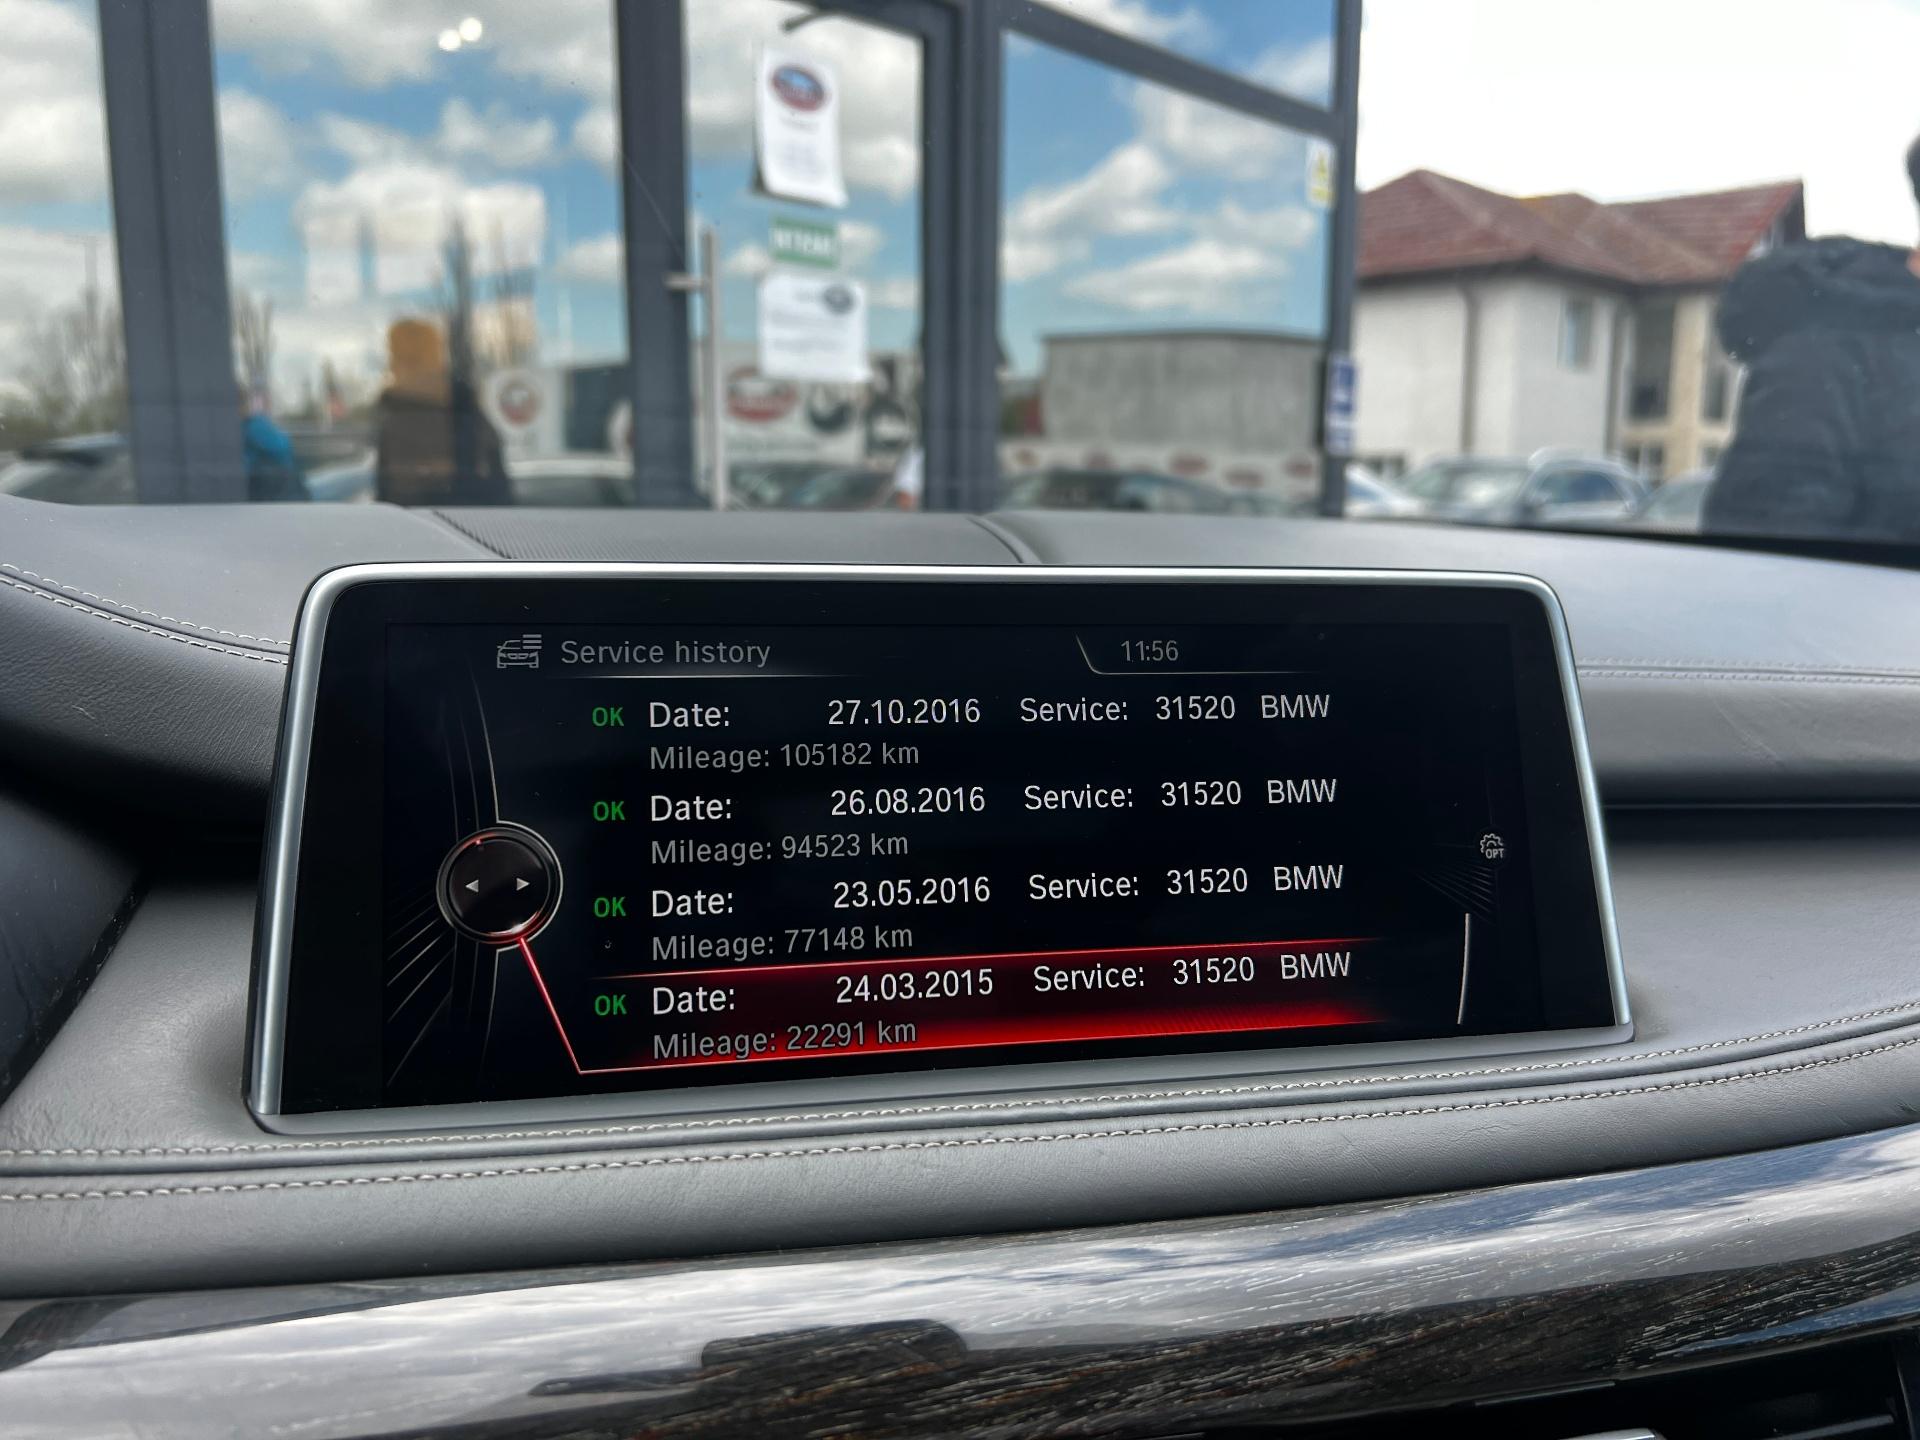 Service history 11:56
OK Date: 27.10.2016 Service: 31520 BMW
Mileage: 105182 km
OK Date: 26.08.2016 Service: 31520 BMW
Mileage: 94523 km
OK Date: 23.05.2016 Service: 31520 BMW
Mileage: 77148 km
OK Date: 24.03.2015 Service: 31520 BMW
Mileage: 22291 km
OPT